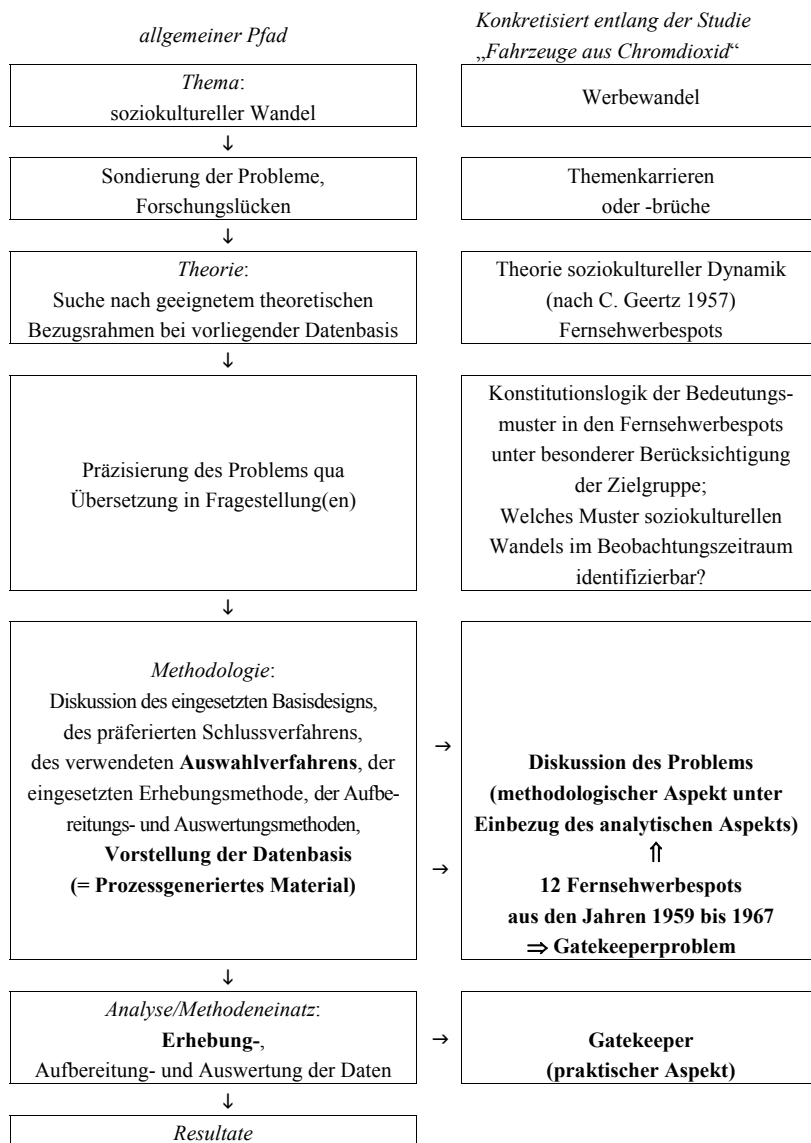 allgemeiner Pfad
Konkretisiert entlang der Studie
„Fahrzeuge aus Chromdioxid“
Thema:
soziokultureller Wandel
Werbewandel
↓
Sondierung der Probleme,
Forschungslücken
Themenkarrieren
oder -brüche
↓
Theorie:
Suche nach geeignetem theoretischen
Bezugsrahmen bei vorliegender Datenbasis
Theorie soziokultureller Dynamik
(nach C. Geertz 1957)
Fernsehwerbespots
↓
Präzisierung des Problems qua
Übersetzung in Fragestellung(en)
Konstitutionslogik der Bedeutungs-
muster in den Fernsehwerbespots
unter besonderer Berücksichtigung
der Zielgruppe;
Welches Muster soziokulturellen
Wandels im Beobachtungszeitraum
identifizierbar?
↓
Methodologie:
Diskussion des eingesetzten Basisdesigns,
des präferierten Schlussverfahrens,
des verwendeten Auswahlverfahrens, der
eingesetzten Erhebungsmethode, der Aufbe-
reitungs- und Auswertungsmethoden,
Vorstellung der Datenbasis
(= Prozessgeneriertes Material)
→
→
Diskussion des Problems
(methodologischer Aspekt unter
Einbezug des analytischen Aspekts)
⇑
12 Fernsehwerbespots
aus den Jahren 1959 bis 1967
⇒ Gatekeeperproblem
↓
Analyse/Methodeneinatz:
Erhebung-,
Aufbereitung- und Auswertung der Daten
→
Gatekeeper
(praktischer Aspekt)
↓
Resultate